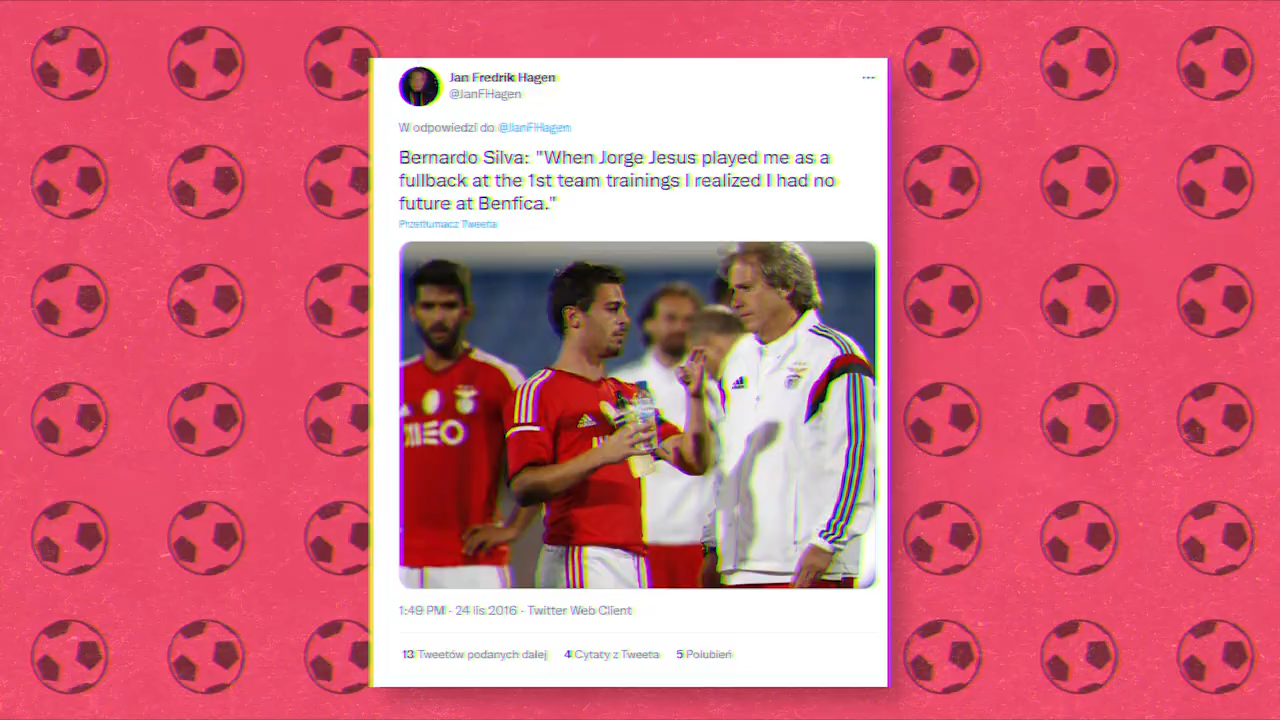 Jan Fredrik Hagen
@JanFHagen
W odpowiedzi do @JanFHagen
Bernardo Silva: "When Jorge Jesus played me as a
fullback at the 1st team trainings I realized I had no
future at Benfica."
Przetłumacz Tweeta
MEO
1:49 PM · 24 lis 2016 · Twitter Web Client
13 Tweetów podanych dalej 4 Cytaty z Tweeta 5 Polubień